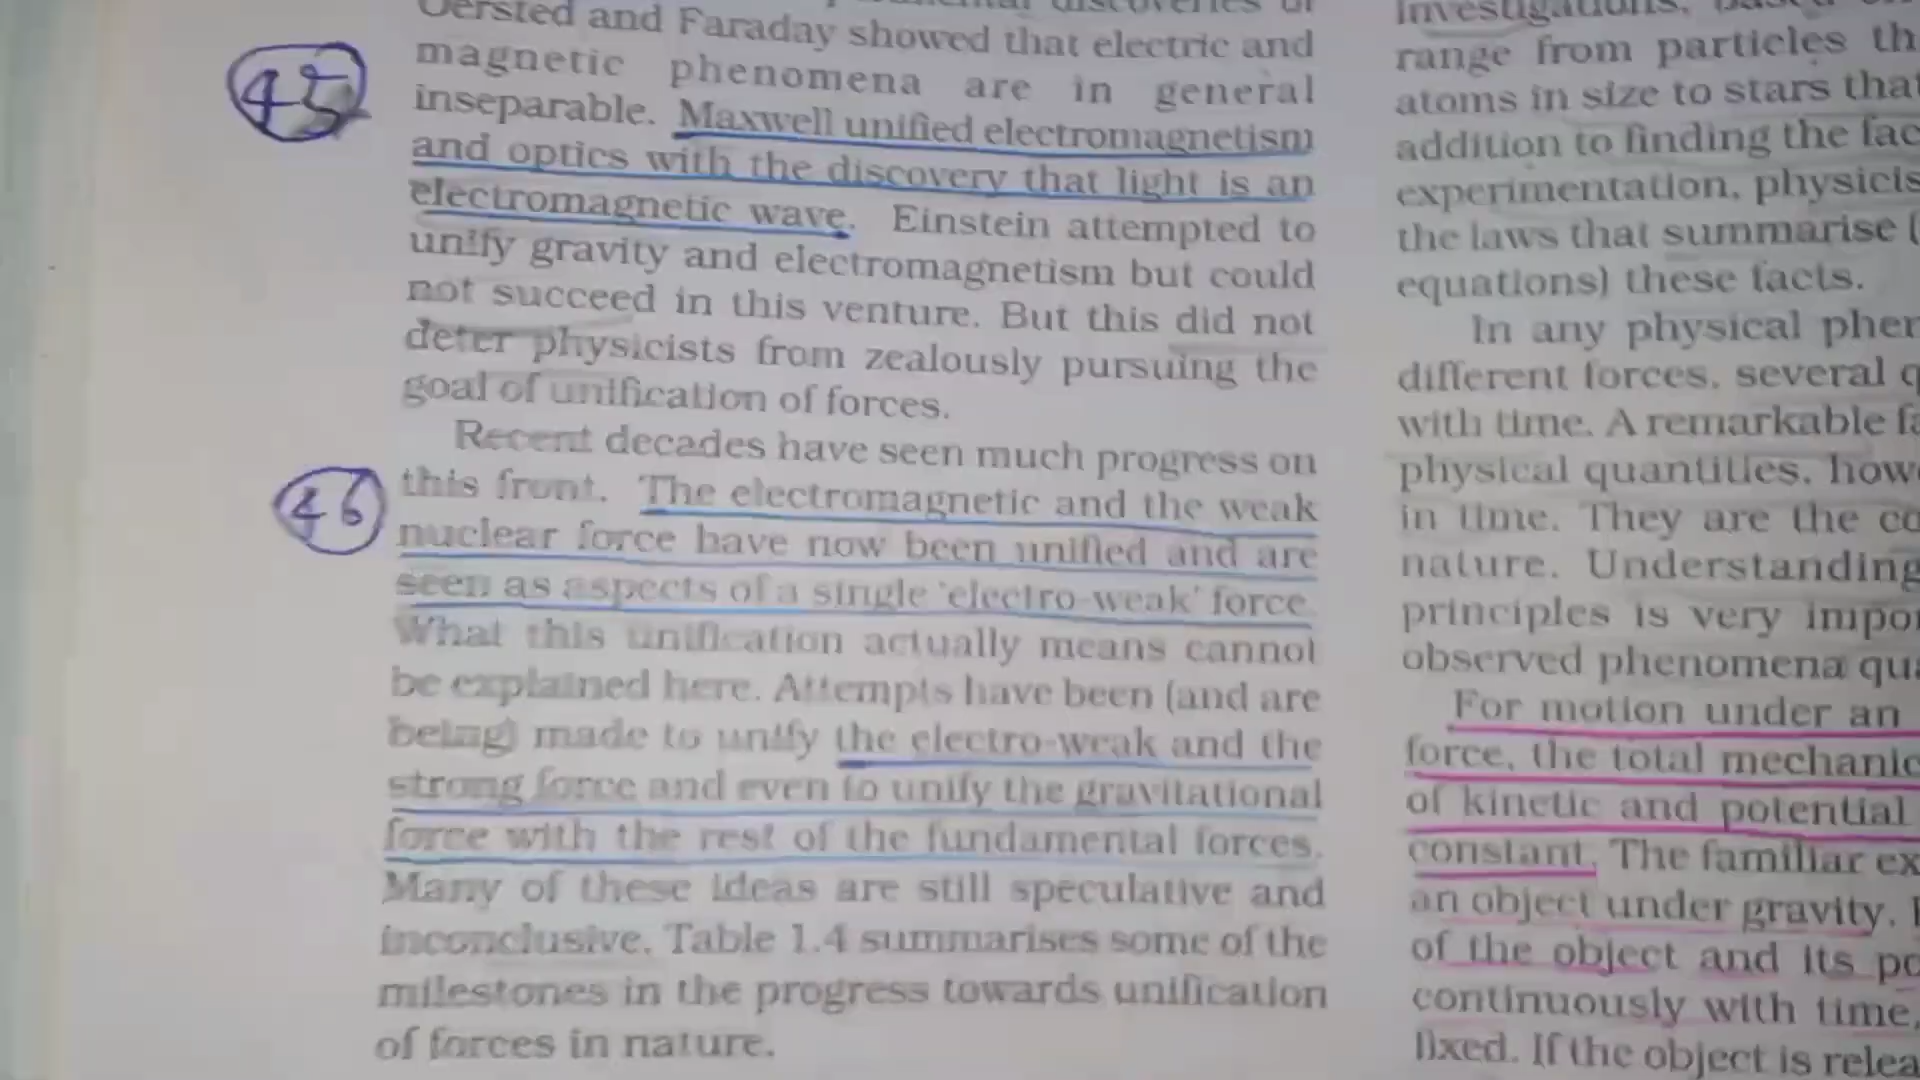 45
Oersted and Faraday showed that electric and
magnetic phenomena are in general
inseparable. Maxwell unified electromagnetism
and optics with the discovery that light is an
electromagnetic wave. Einstein attempted to
unify gravity and electromagnetism but could
not succeed in this venture. But this did not
deter physicists from zealously pursuing the
goal of unification of forces.
Recent decades have seen much progress on
46
this front. The electromagnetic and the weak
nuclear force have now been unified and are
seen as aspects of a single 'electro-weak' force.
What this unification actually means cannot
be explained here. Attempts have been (and are
being) made to unify the electro-weak and the
strong force and even to unify the gravitational
force with the rest of the fundamental forces.
Many of these ideas are still speculative and
inconclusive. Table 1.4 summarises some of the
milestones in the progress towards unification
of forces in nature.
range from particles
atoms in size to stars that
addition to finding the
experimentation,
the laws that summarise (
equations) these facts.
In any physical
different forces, several
with time. A remarkable
physical quantities,
in time. They are the
nature. Understanding
principles is very
observed phenomena
For motion under an
force, the total
of kinetic and potential
constant. The familiar
an object under gravity.
of the object and its
continuously with time,
fixed. If the object is